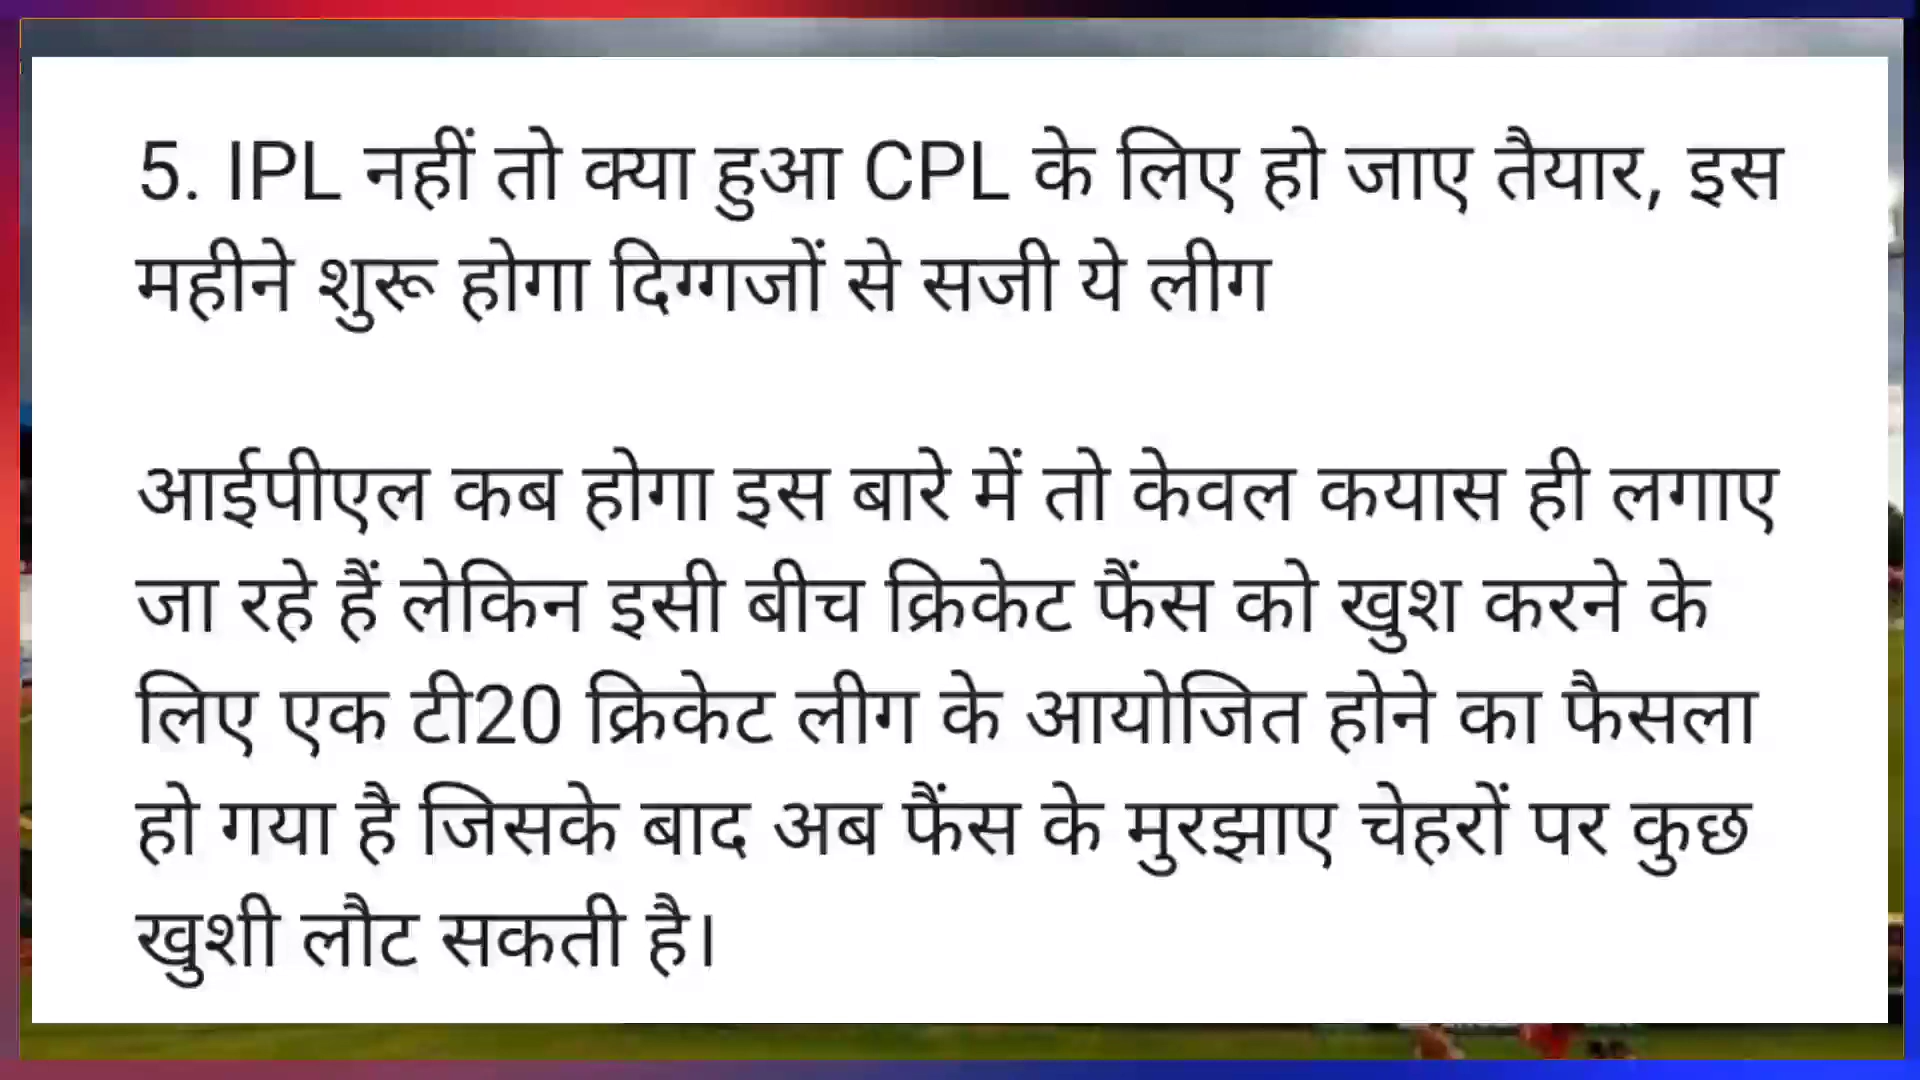 5. IPL नहीं तो क्या हुआ CPL के लिए हो जाए तैयार, इस
महीने शुरू होगा दिग्गजों से सजी ये लीग
आईपीएल कब होगा इस बारे में तो केवल कयास ही लगाए
जा रहे हैं लेकिन इसी बीच क्रिकेट फैंस को खुश करने के
लिए एक टी20 क्रिकेट लीग के आयोजित होने का फैसला
हो गया है जिसके बाद अब फैंस के मुरझाए चेहरों पर कुछ
खुशी लौट सकती है।